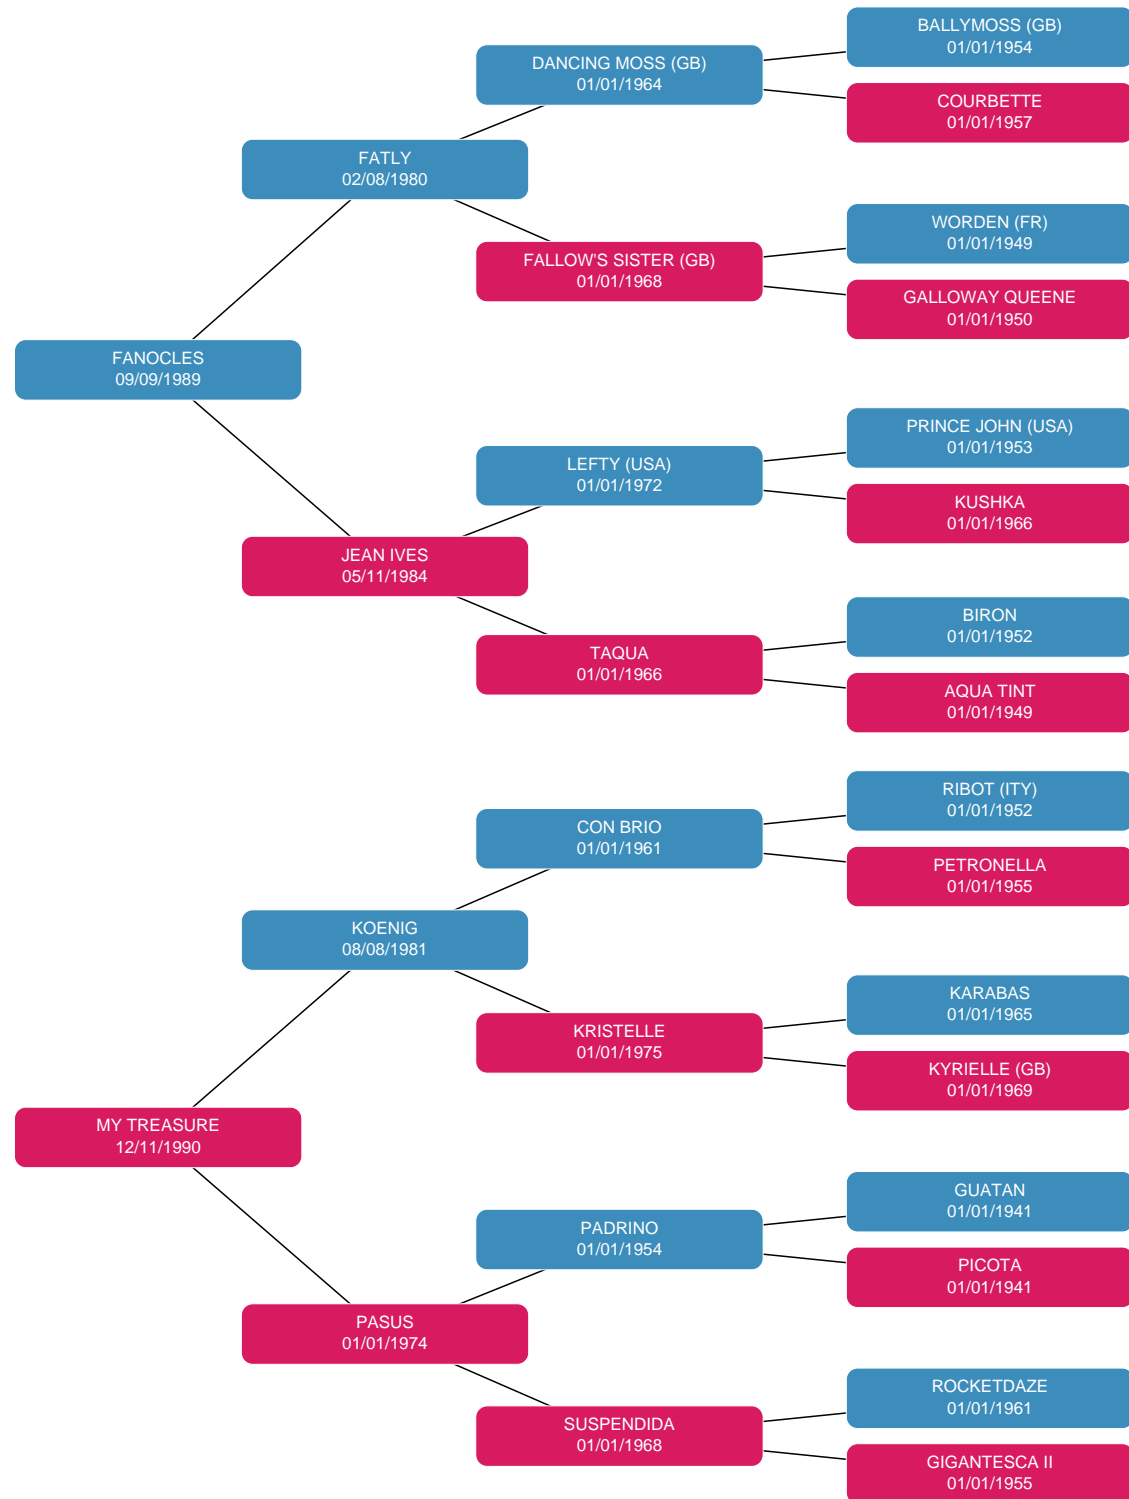 BALLYMOSS (GB)
01/01/1954
DANCING MOSS (GB)
01/01/1964
COURBETTE
01/01/1957
FATLY
02/08/1980
WORDEN (FR)
01/01/1949
FALLOW'S SISTER (GB)
01/01/1968
GALLOWAY QUEENE
01/01/1950
FANOCLES
09/09/1989
PRINCE JOHN (USA)
01/01/1953
LEFTY (USA)
01/01/1972
KUSHKA
01/01/1966
JEAN IVES
05/11/1984
BIRON
01/01/1952
TAQUA
01/01/1966
AQUA TINT
01/01/1949
RIBOT (ITY)
01/01/1952
CON BRIO
01/01/1961
PETRONELLA
01/01/1955
KOENIG
08/08/1981
KARABAS
01/01/1965
KRISTELLE
01/01/1975
KYRIELLE (GB)
01/01/1969
MY TREASURE
12/11/1990
GUATAN
01/01/1941
PADRINO
01/01/1954
PICOTA
01/01/1941
PASUS
01/01/1974
ROCKETDAZE
01/01/1961
SUSPENDIDA
01/01/1968
GIGANTESCA II
01/01/1955